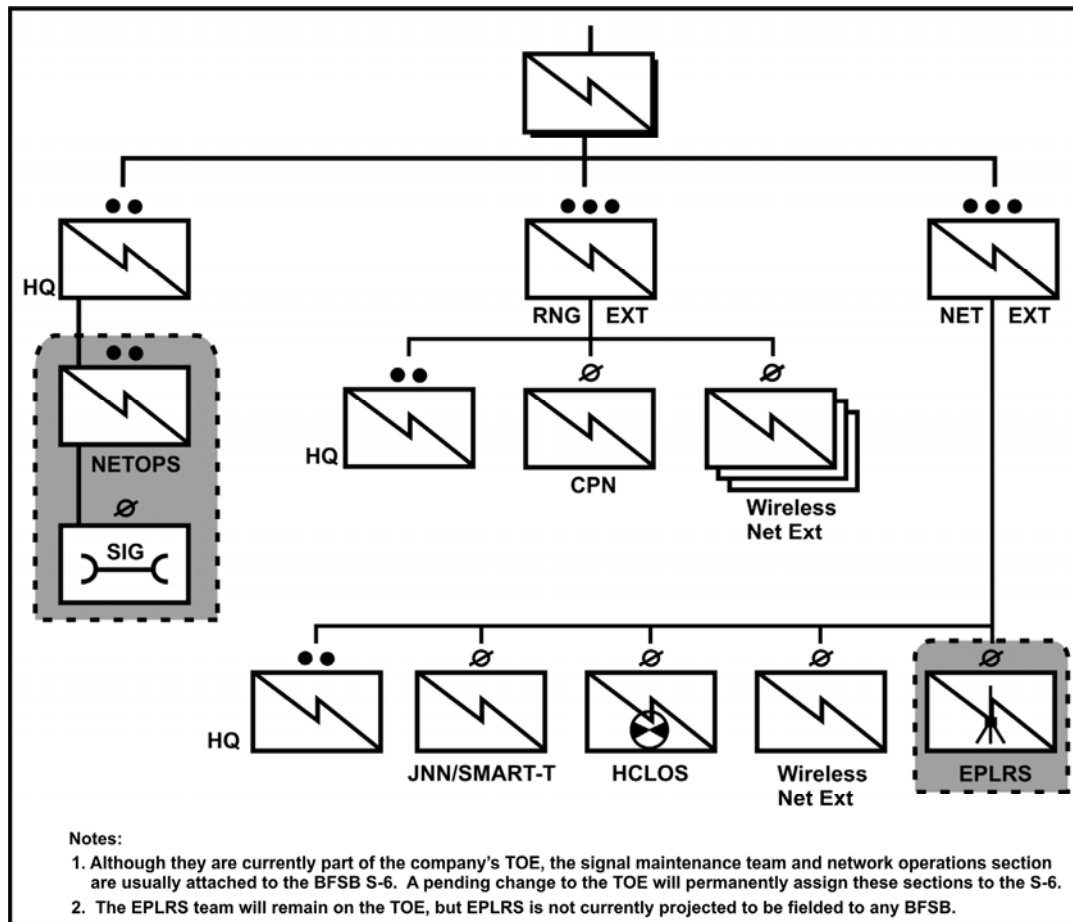 HQ
RNG EXT
NET EXT
NETOPS
HQ
CPN
Wireless
Net Ext
SIG
HQ
JNN/SMART-T
HCLOS
Wireless
Net Ext
EPLRS
Notes:
1. Although they are currently part of the company's TOE, the signal maintenance team and network operations section
are usually attached to the BFSB S-6. A pending change to the TOE will permanently assign these sections to the S-6.
2. The EPLRS team will remain on the TOE, but EPLRS is not currently projected to be fielded to any BFSB.